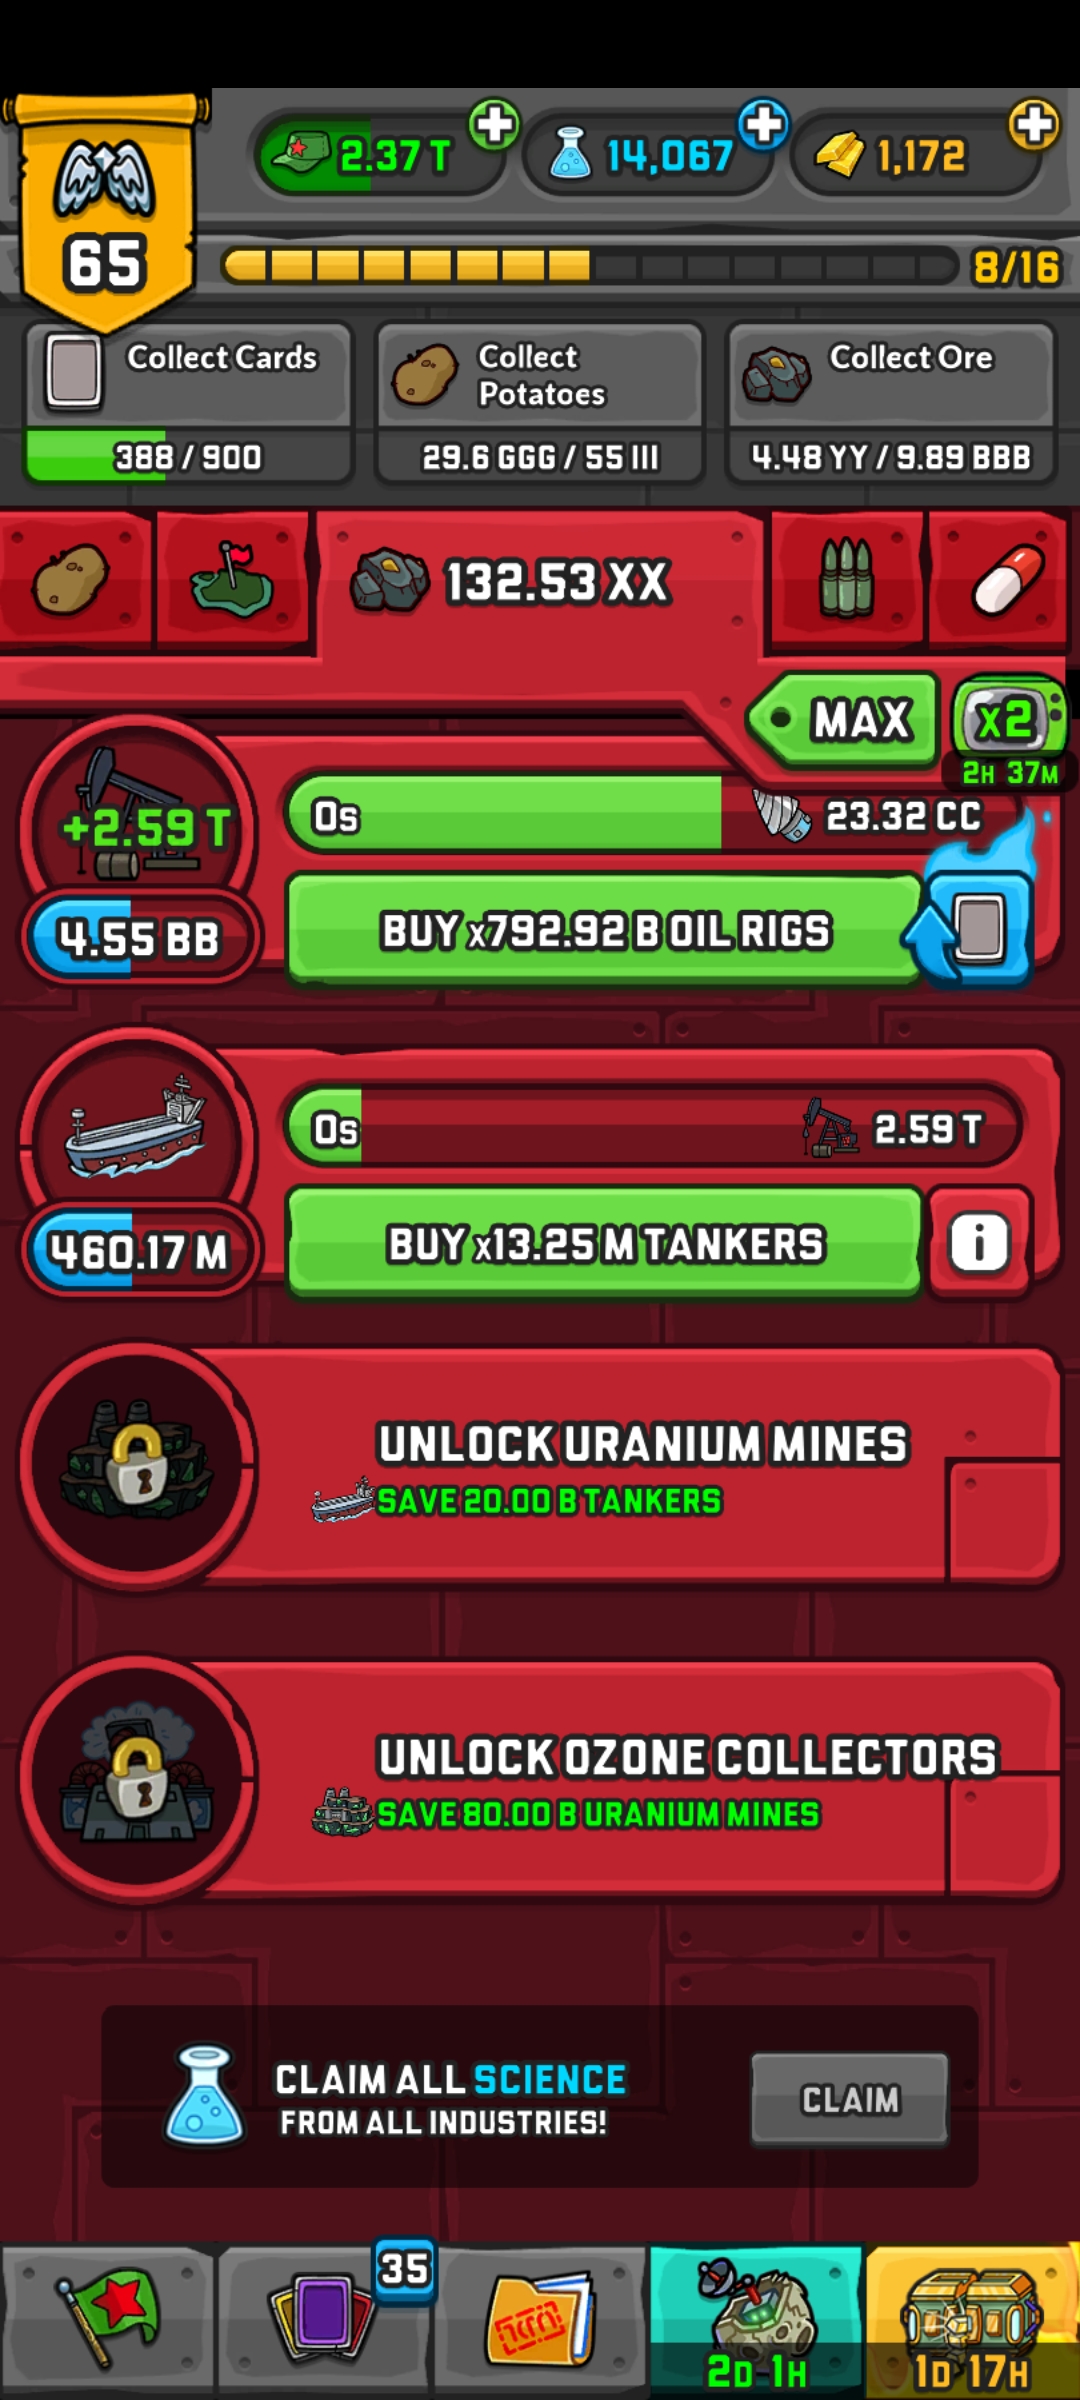 2.37 T
14,067
1,172
65
8/16
Collect Cards
388 / 900
Collect
Potatoes
29.6 GGG / 55 III
Collect Ore
4.48 YY / 9.89 BBB
132.53 XX
MAX
x2
2H 37M
+2.59 T
0s
23.32 CC
4.55 BB
BUY x792.92 B OIL RIGS
0s
2.59 T
460.17 M
BUY x13.25 M TANKERS
i
UNLOCK URANIUM MINES
SAVE 20.00 B TANKERS
UNLOCK OZONE COLLECTORS
SAVE 80.00 B URANIUM MINES
CLAIM ALL SCIENCE
FROM ALL INDUSTRIES!
CLAIM
35
2D 1H
1D 17H